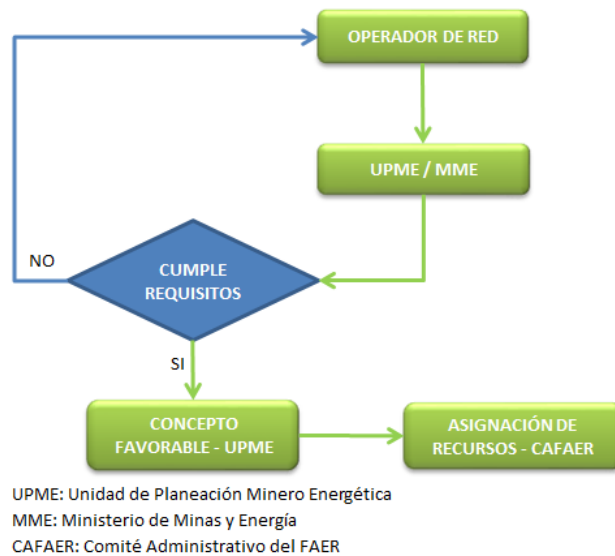 OPERADOR DE RED
UPME / MME
NO
CUMPLE
REQUISITOS
SI
CONCEPTO
FAVORABLE - UPME
ASIGNACIÓN DE
RECURSOS - CAFAER
UPME: Unidad de Planeación Minero Energética
MME: Ministerio de Minas y Energía
CAFAER: Comité Administrativo del FAER